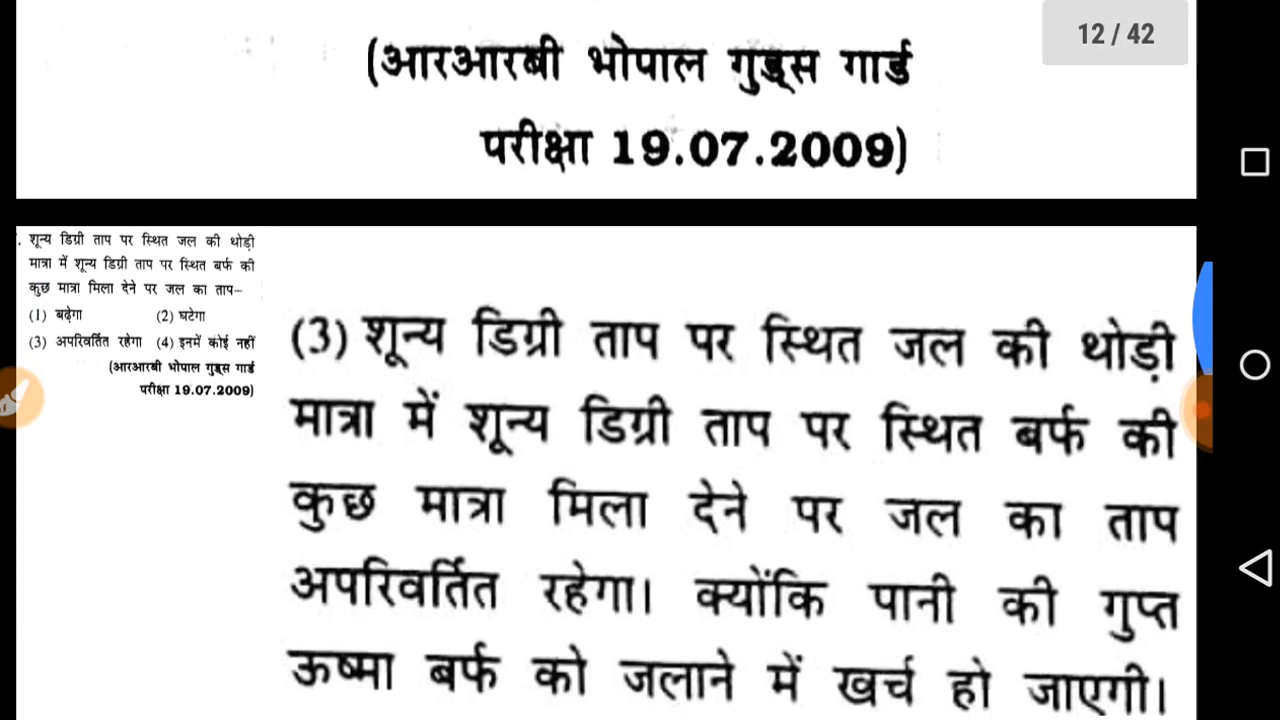 12 / 42
(आरआरबी भोपाल गुड्स गार्ड
परीक्षा 19.07.2009)
. शून्य डिग्री ताप पर स्थित जल की थोड़ी
मात्रा में शून्य डिग्री ताप पर स्थित बर्फ की
कुछ मात्रा मिला देने पर जल का ताप–
(1) बढ़ेगा (2) घटेगा
(3) अपरिवर्तित रहेगा (4) इनमें कोई नहीं
(आरआरबी भोपाल गुड्स गार्ड
परीक्षा 19.07.2009)
(3) शून्य डिग्री ताप पर स्थित जल की थोड़ी
मात्रा में शून्य डिग्री ताप पर स्थित बर्फ की
कुछ मात्रा मिला देने पर जल का ताप
अपरिवर्तित रहेगा। क्योंकि पानी की गुप्त
ऊष्मा बर्फ को जलाने में खर्च हो जाएगी।